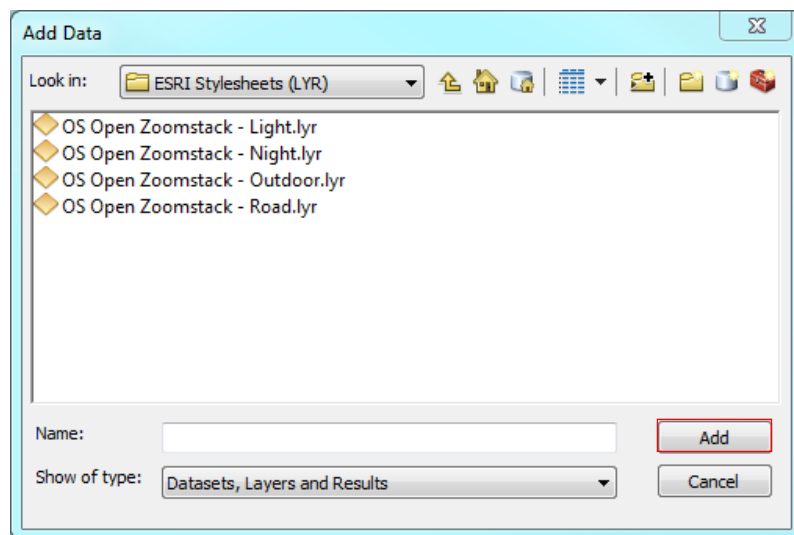 Add Data
Look in: ESRI Stylesheets (LYR)
OS Open Zoomstack - Light.lyr
OS Open Zoomstack - Night.lyr
OS Open Zoomstack - Outdoor.lyr
OS Open Zoomstack - Road.lyr
Name: Add
Show of type: Datasets, Layers and Results Cancel